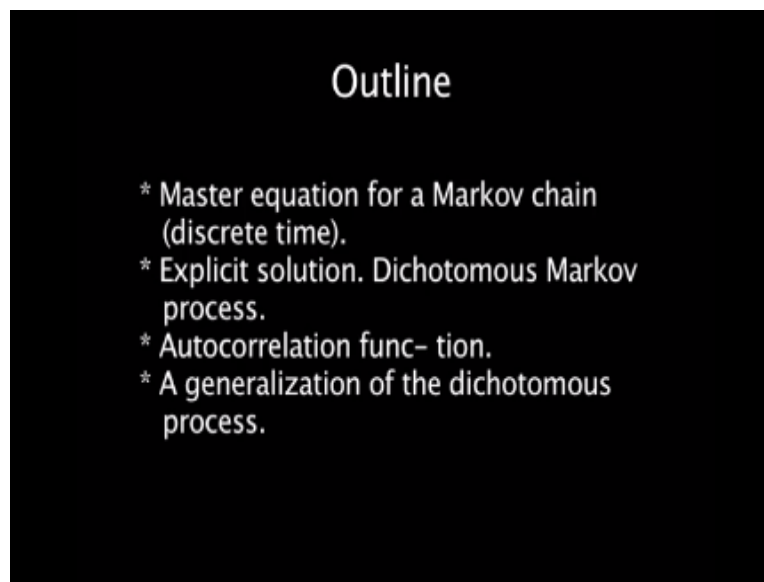 Outline
* Master equation for a Markov chain
(discrete time).
* Explicit solution. Dichotomous Markov
process.
* Autocorrelation func– tion.
* A generalization of the dichotomous
process.